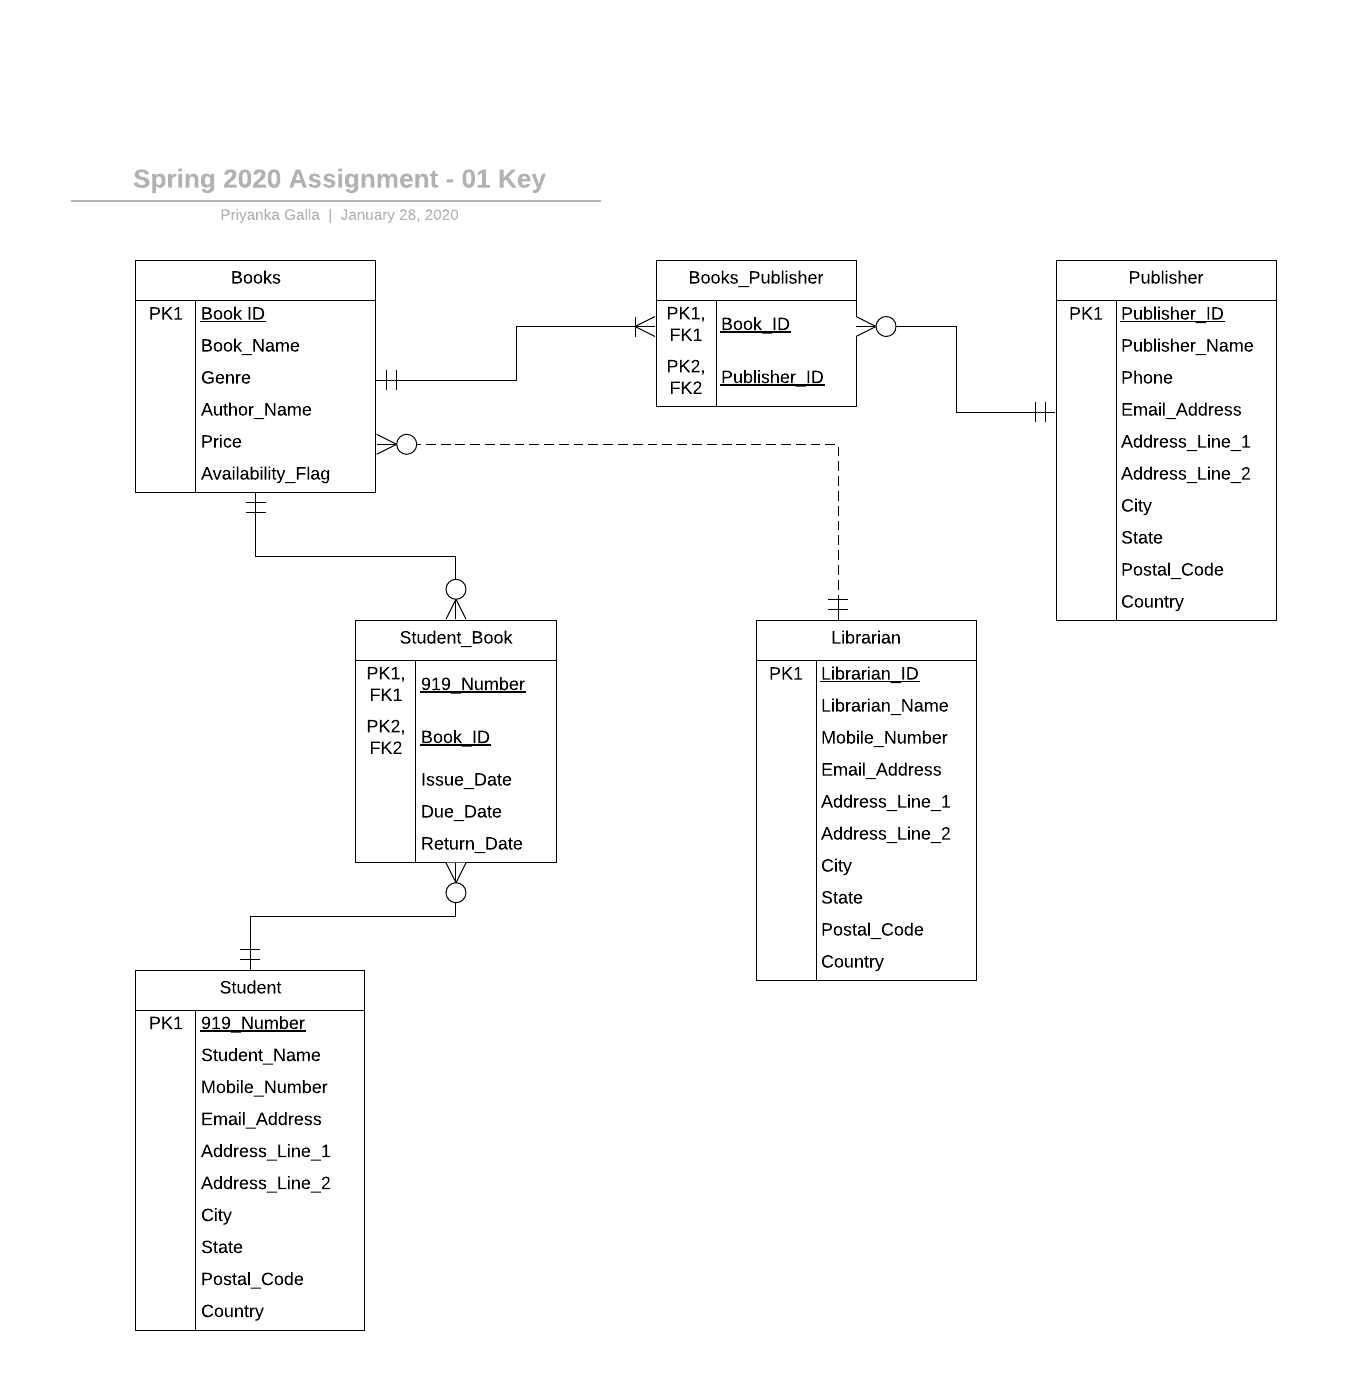 Spring 2020 Assignment - 01 Key
Priyanka Galla | January 28, 2020
Books
PK1 Book ID
Book_Name
Genre
Author_Name
Price
Availability_Flag
Books_Publisher
PK1,
FK1
Book_ID
PK2,
FK2
Publisher_ID
Publisher
PK1 Publisher_ID
Publisher_Name
Phone
Email_Address
Address_Line_1
Address_Line_2
City
State
Postal_Code
Country
Student_Book
PK1,
FK1
919_Number
PK2,
FK2
Book_ID
Issue_Date
Due_Date
Return_Date
Librarian
PK1 Librarian_ID
Librarian_Name
Mobile_Number
Email_Address
Address_Line_1
Address_Line_2
City
State
Postal_Code
Country
Student
PK1 919_Number
Student_Name
Mobile_Number
Email_Address
Address_Line_1
Address_Line_2
City
State
Postal_Code
Country